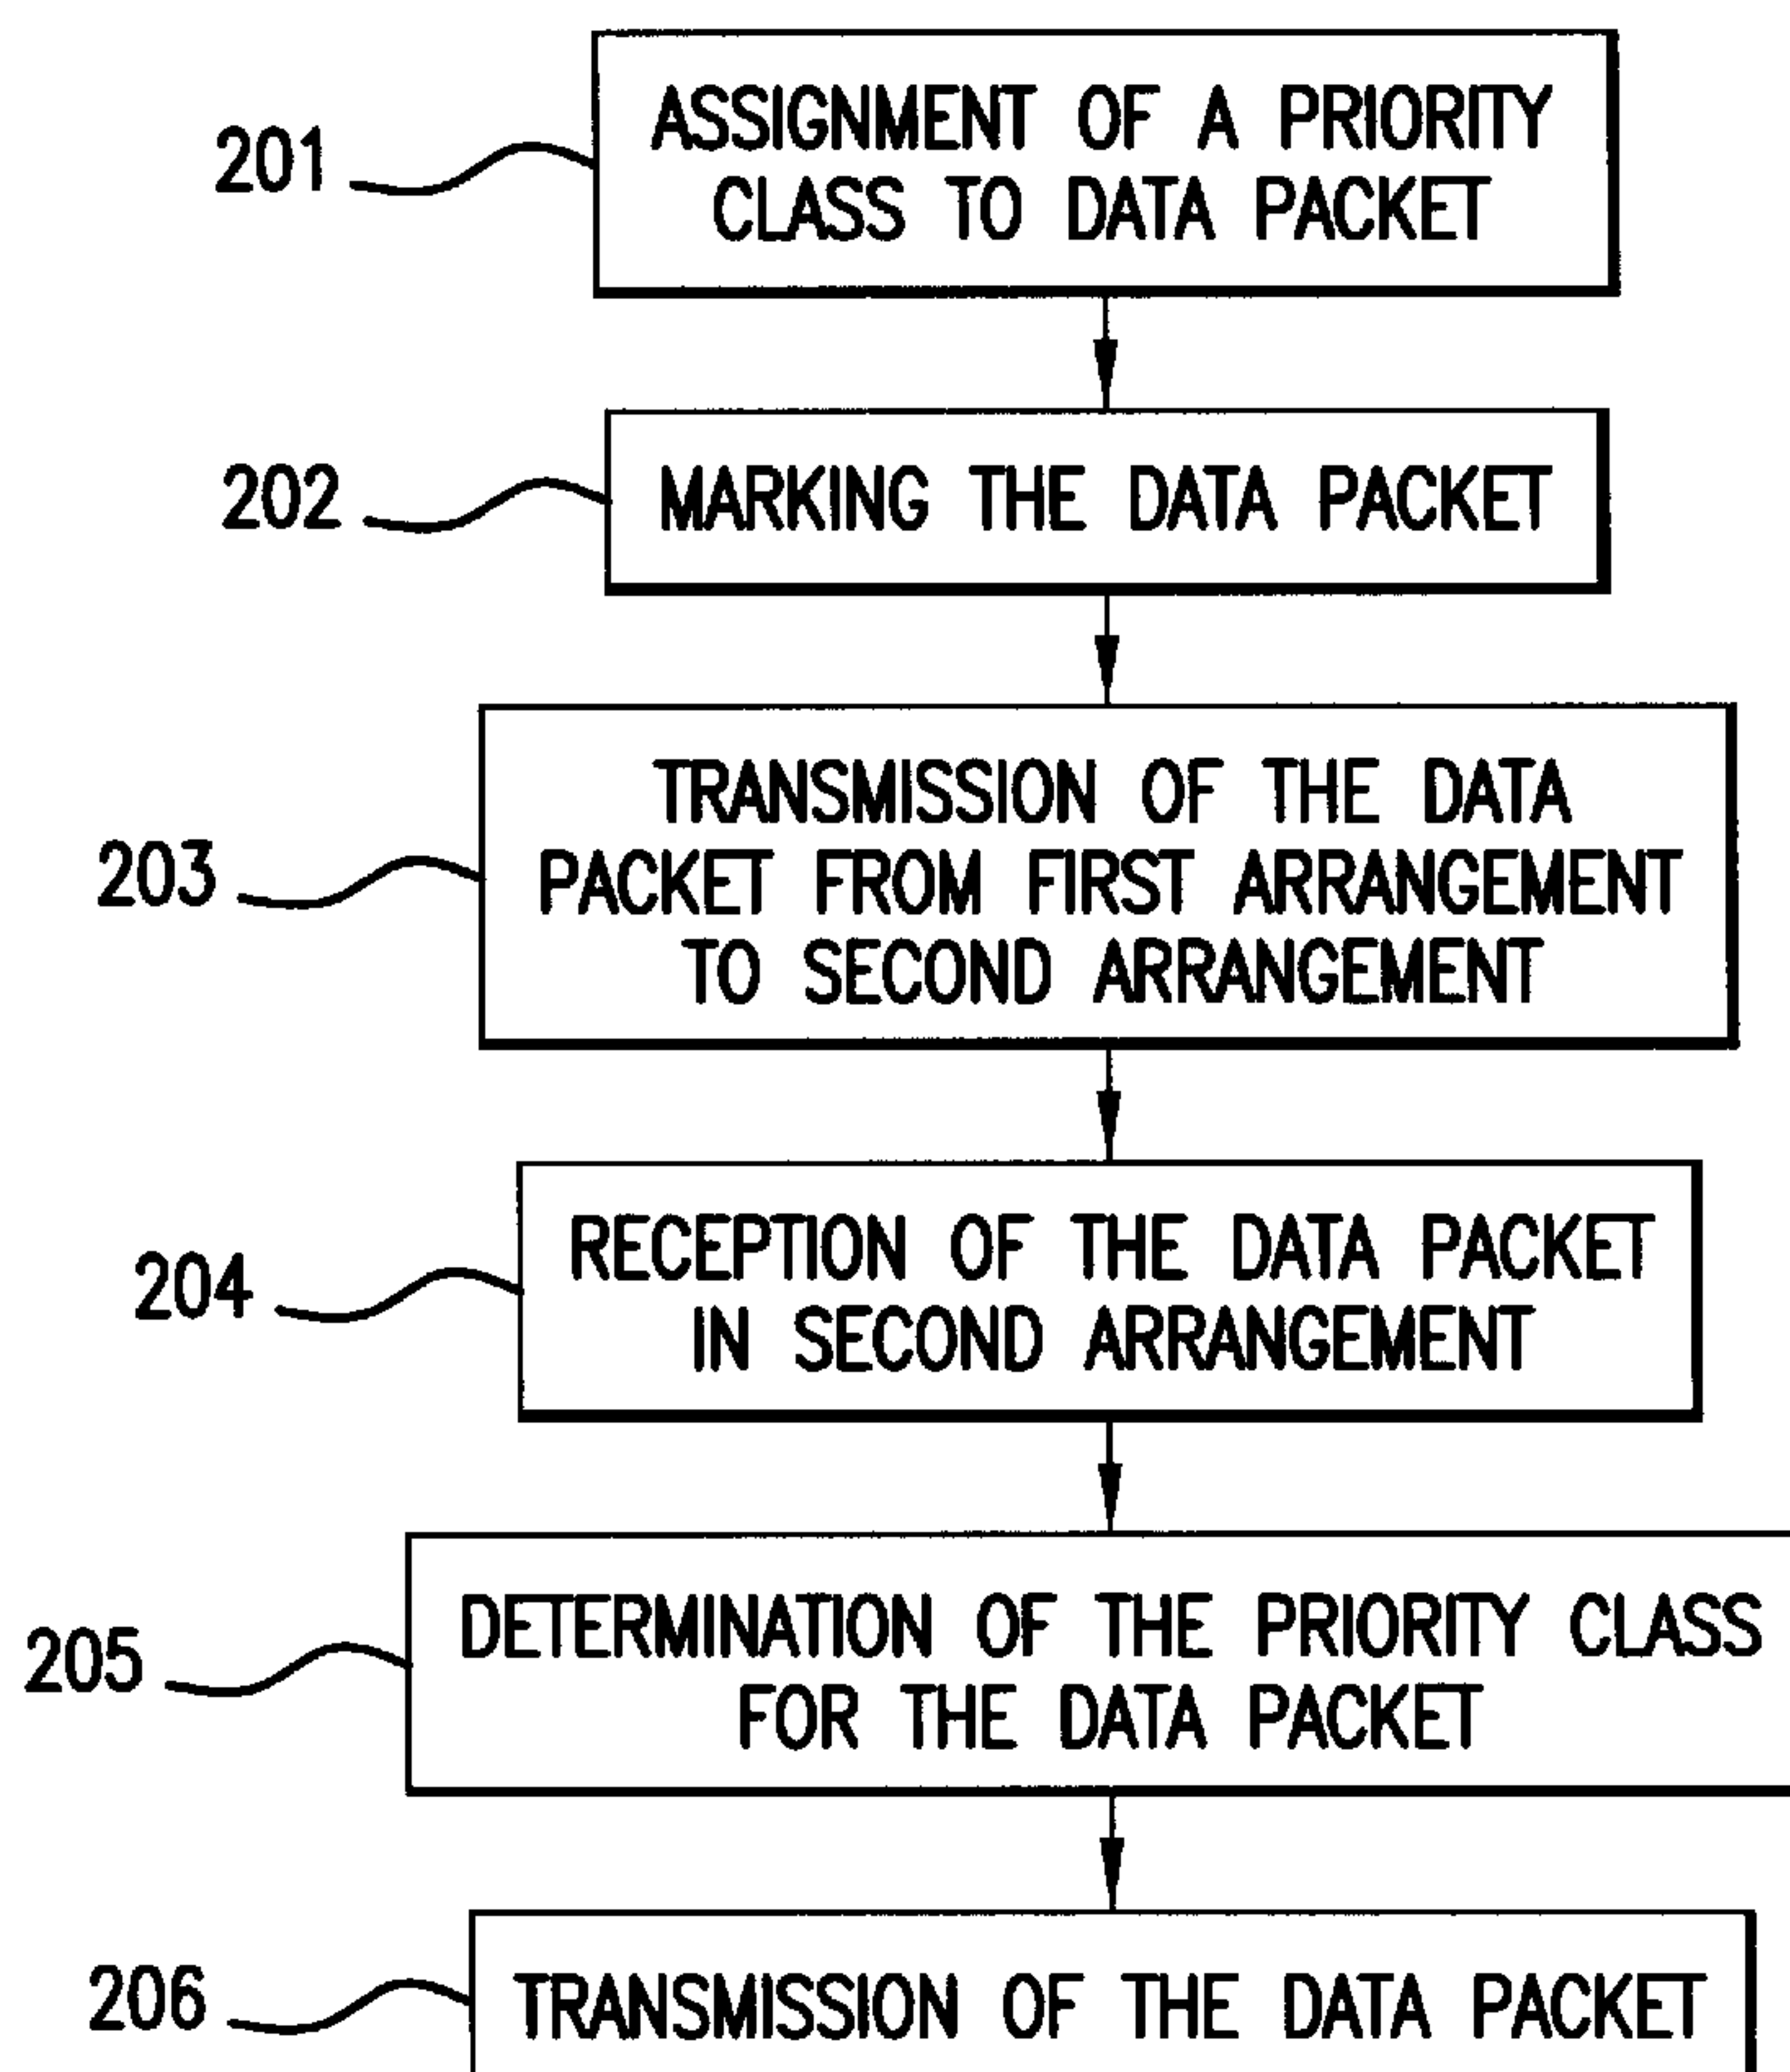 201
ASSIGNMENT OF A PRIORITY
CLASS TO DATA PACKET
202
MARKING THE DATA PACKET
203
TRANSMISSION OF THE DATA
PACKET FROM FIRST ARRANGEMENT
TO SECOND ARRANGEMENT
204
RECEPTION OF THE DATA PACKET
IN SECOND ARRANGEMENT
205
DETERMINATION OF THE PRIORITY CLASS
FOR THE DATA PACKET
206
TRANSMISSION OF THE DATA PACKET